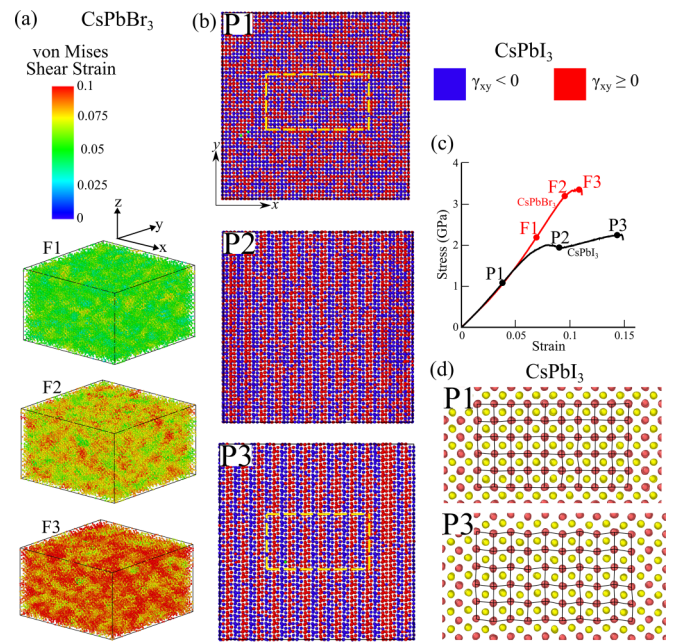 (a)
CsPbBr₃
von Mises
Shear Strain
0.1
0.075
0.05
0.025
0
z
y
x
F1
F2
F3
(b)
P1
y
x
P2
P3
CsPbI₃
γxy < 0
γxy ≥ 0
(c)
Stress (GPa)
4
3
2
1
0
0
0.05
0.1
0.15
Strain
F3
F2
CsPbBr₃
F1
P3
P2
CsPbI₃
P1
(d)
CsPbI₃
P1
P3